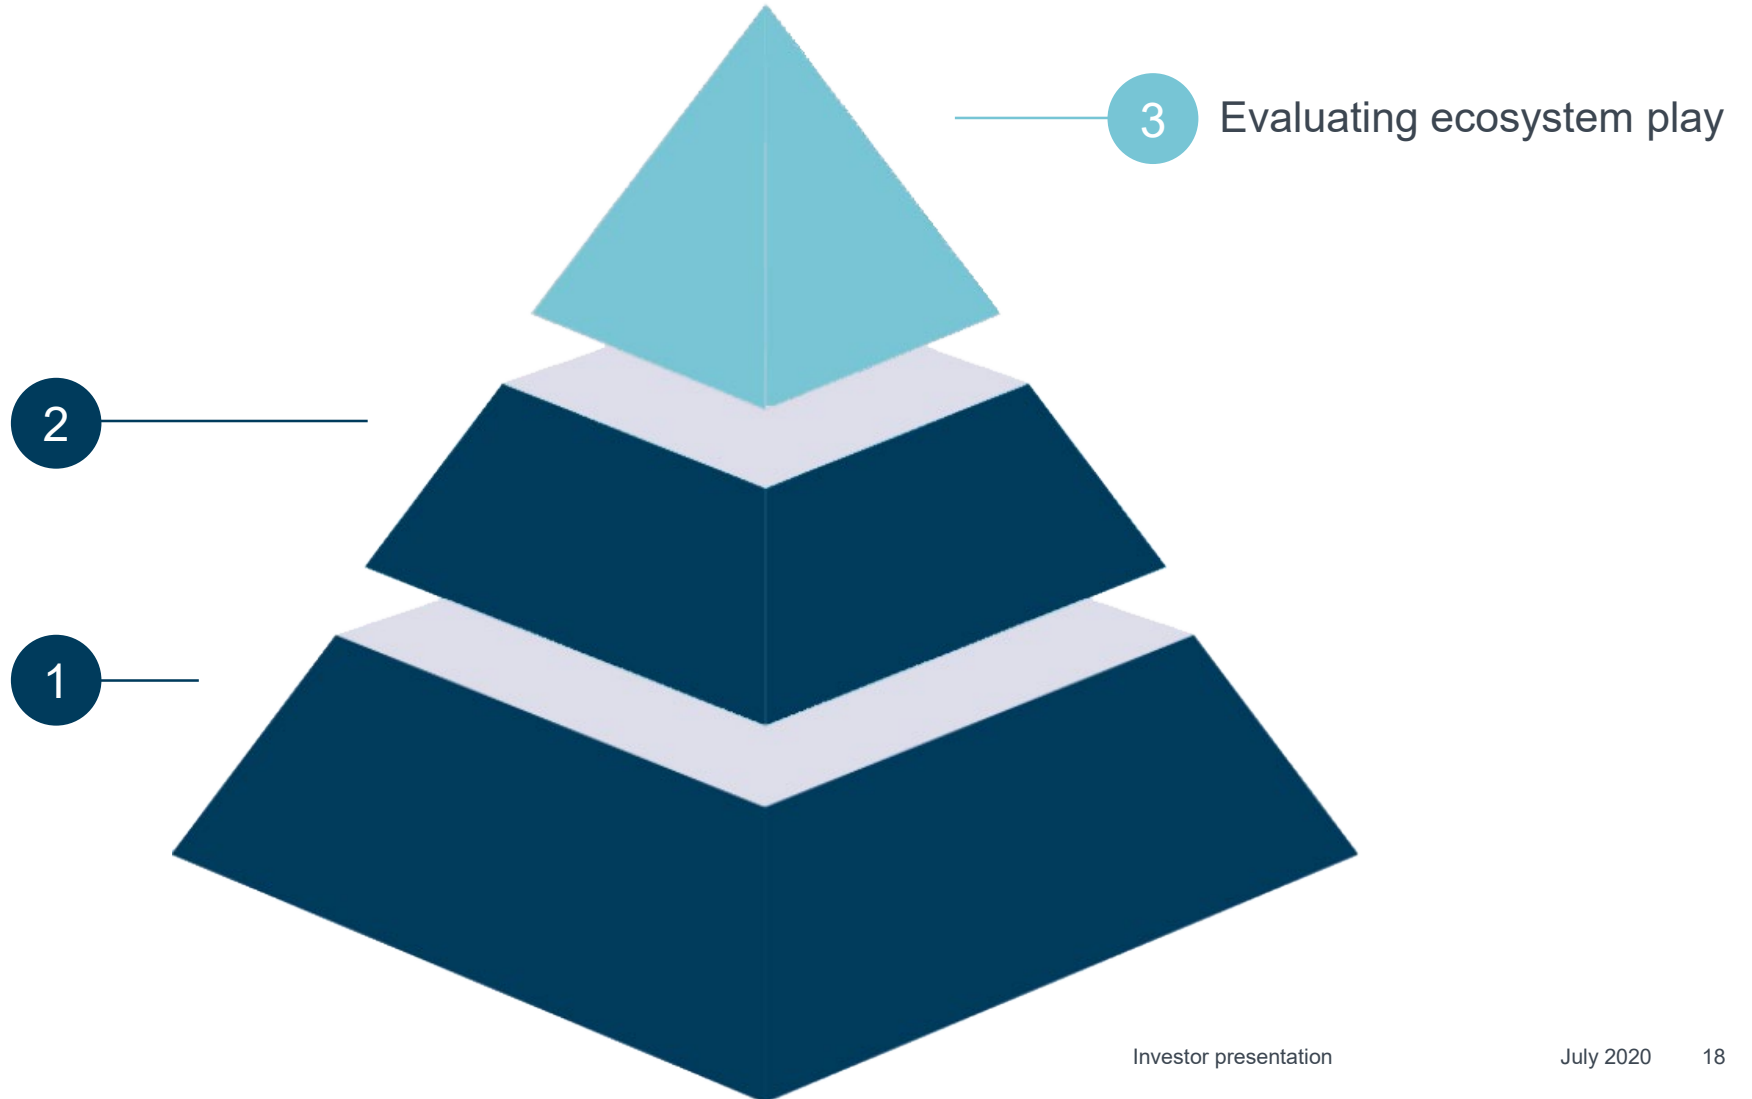 3 Evaluating ecosystem play
2
1
Investor presentation July 2020 18